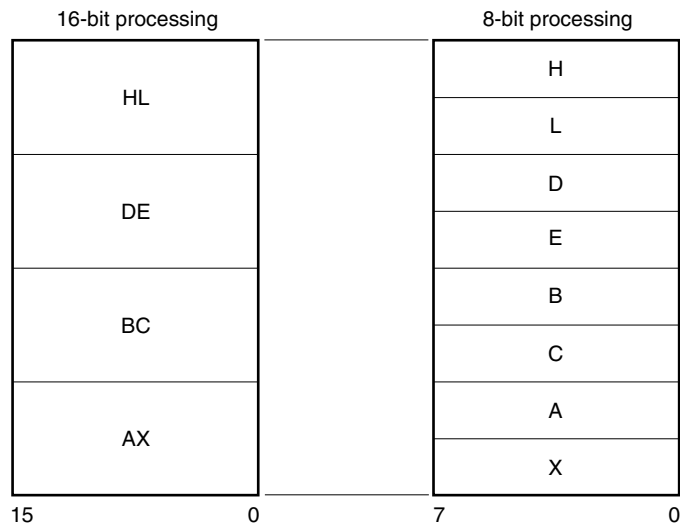 16-bit processing
8-bit processing
HL
DE
BC
AX
15 0
H
L
D
E
B
C
A
X
7 0